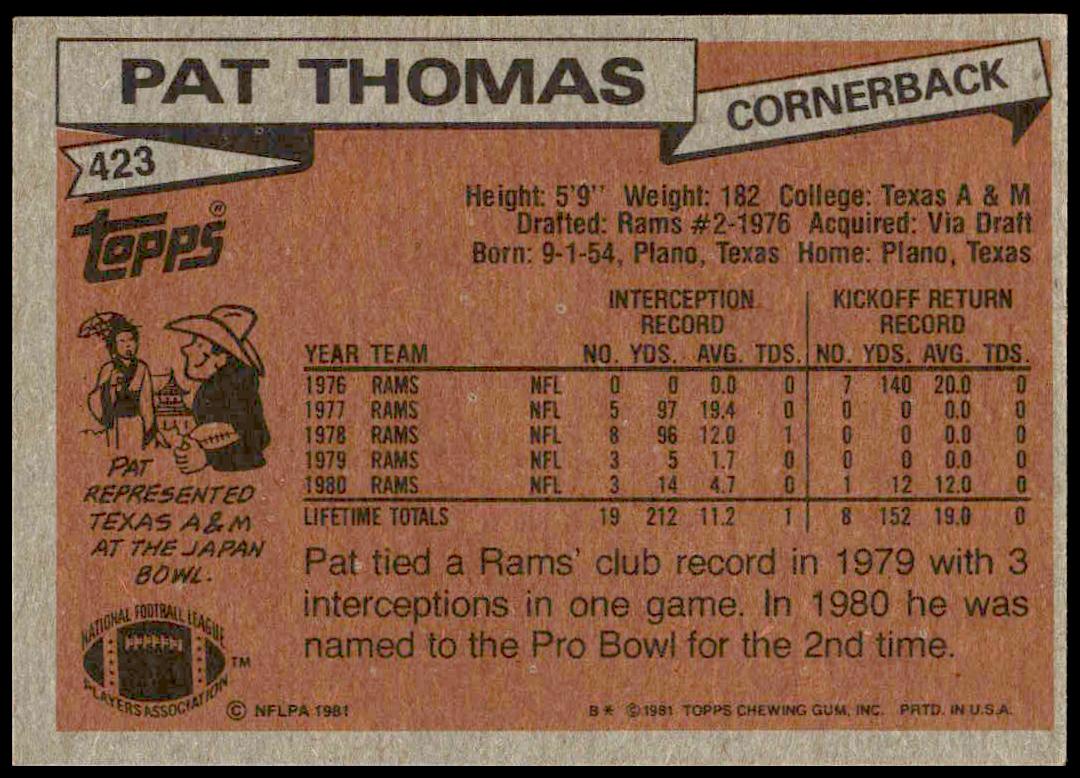 PAT THOMAS
CORNERBACK
423
topps®
Height: 5'9" Weight: 182 College: Texas A & M
Drafted: Rams #2-1976 Acquired: Via Draft
Born: 9-1-54, Plano, Texas Home: Plano, Texas
INTERCEPTION RECORD KICKOFF RETURN RECORD
YEAR TEAM NO. YDS. AVG. TDS. NO. YDS. AVG. TDS.
1976 RAMS NFL 0 0 0.0 0 7 140 20.0 0
1977 RAMS NFL 5 97 19.4 0 0 0 0.0 0
1978 RAMS NFL 8 96 12.0 1 0 0 0.0 0
1979 RAMS NFL 3 5 1.7 0 0 0 0.0 0
1980 RAMS NFL 3 14 4.7 0 1 12 12.0 0
LIFETIME TOTALS 19 212 11.2 1 8 152 19.0 0
PAT
REPRESENTED
TEXAS A&M
AT THE JAPAN
BOWL.
Pat tied a Rams' club record in 1979 with 3
interceptions in one game. In 1980 he was
named to the Pro Bowl for the 2nd time.
NATIONAL FOOTBALL LEAGUE
PLAYERS ASSOCIATION
TM
© NFLPA 1981
B* ©1981 TOPPS CHEWING GUM, INC. PRTD. IN U.S.A.